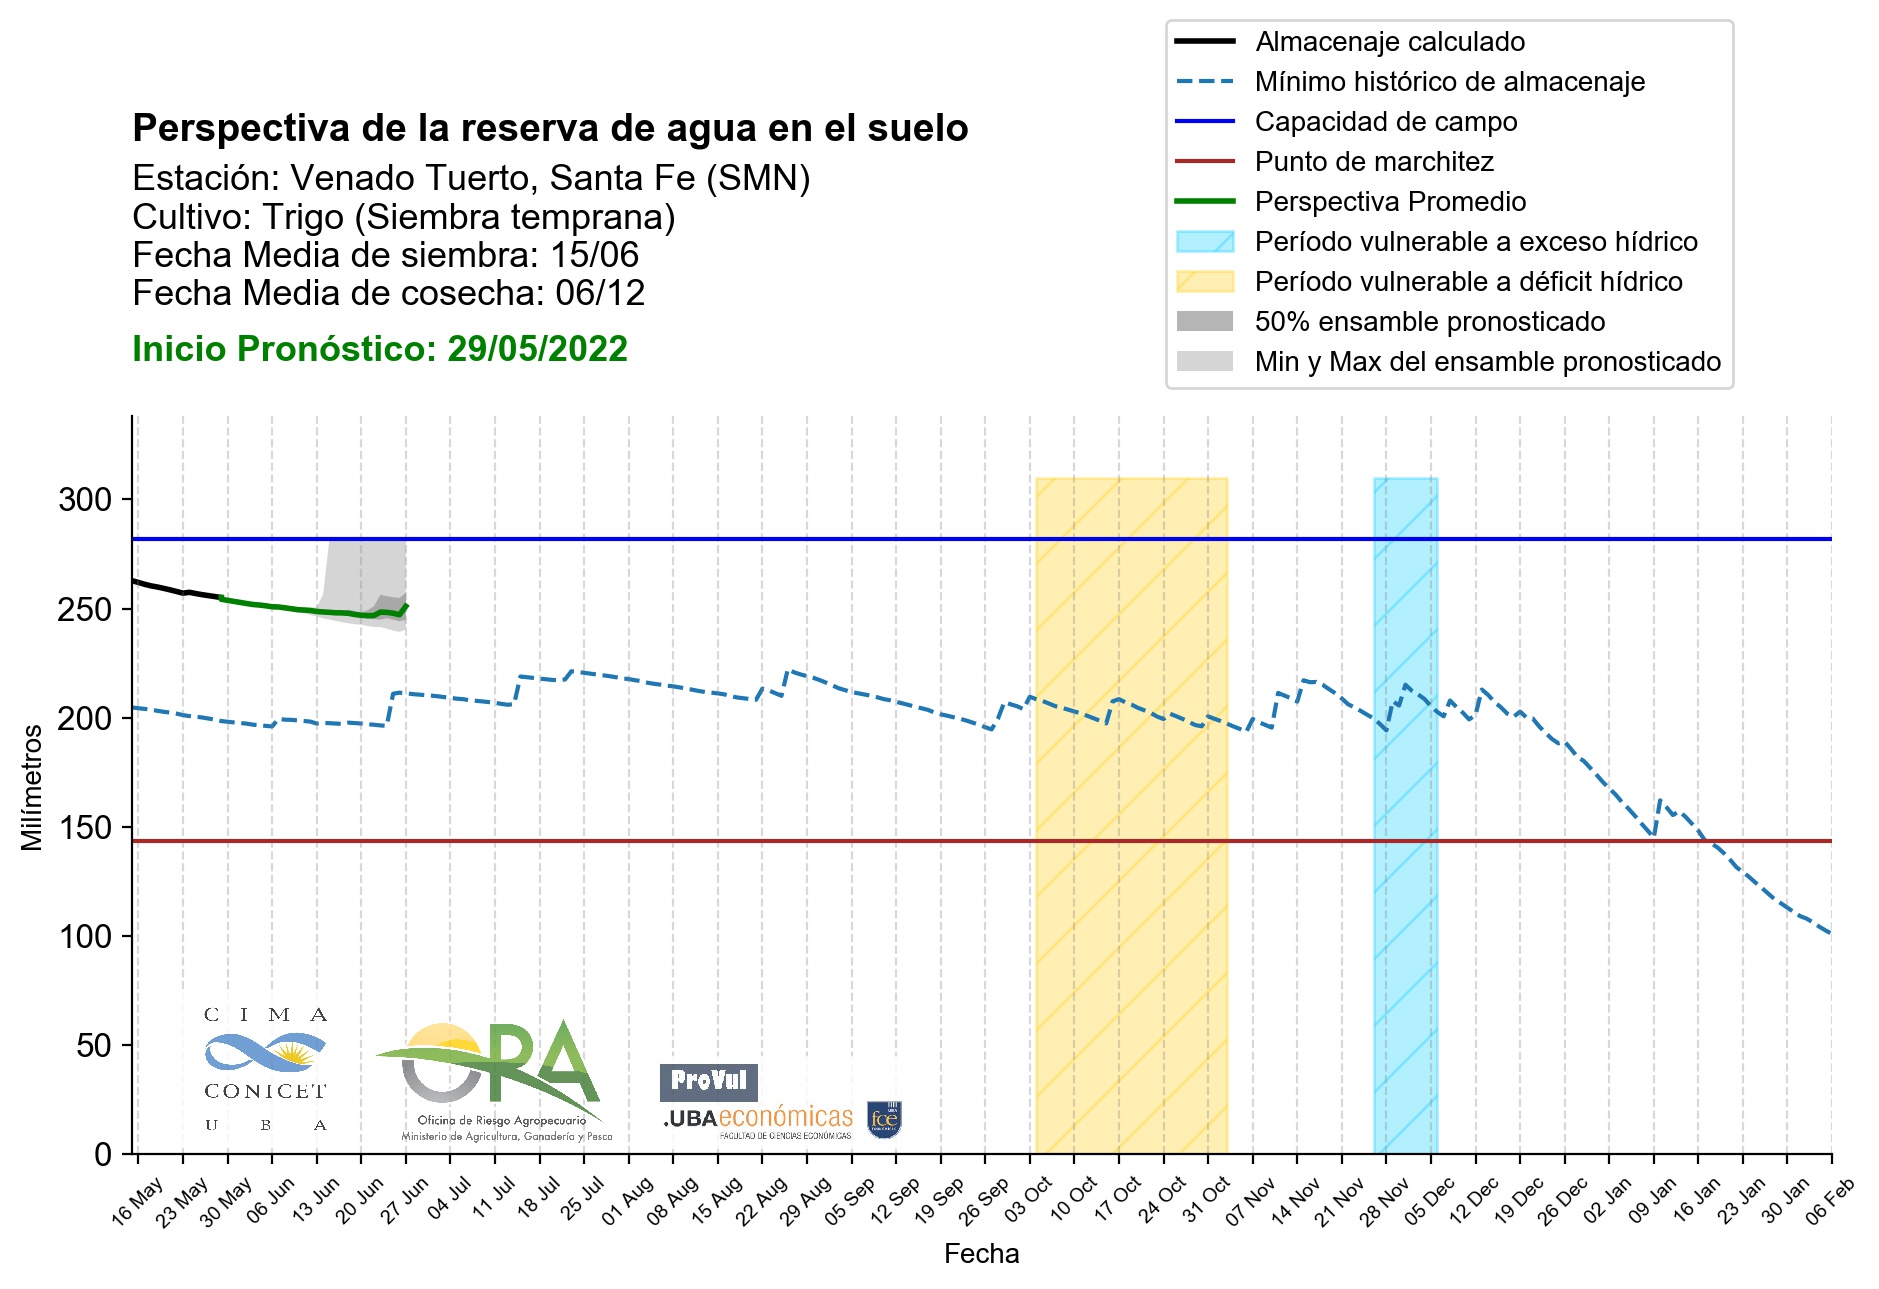 Almacenaje calculado
Mínimo histórico de almacenaje
Capacidad de campo
Punto de marchitez
Perspectiva Promedio
Período vulnerable a exceso hídrico
Período vulnerable a déficit hídrico
50% ensamble pronosticado
Min y Max del ensamble pronosticado
Perspectiva de la reserva de agua en el suelo
Estación: Venado Tuerto, Santa Fe (SMN)
Cultivo: Trigo (Siembra temprana)
Fecha Media de siembra: 15/06
Fecha Media de cosecha: 06/12
Inicio Pronóstico: 29/05/2022
Milímetros
300
250
200
150
100
50
0
C I M A
CONICET
U B A
ORA
Oficina de Riesgo Agropecuario
Ministerio de Agricultura, Ganadería y Pesca
ProVul
.UBAeconómicas
FACULTAD DE CIENCIAS ECONÓMICAS
fce
16 May
23 May
30 May
06 Jun
13 Jun
20 Jun
27 Jun
04 Jul
11 Jul
18 Jul
25 Jul
01 Aug
08 Aug
15 Aug
22 Aug
29 Aug
05 Sep
12 Sep
19 Sep
26 Sep
03 Oct
10 Oct
17 Oct
24 Oct
31 Oct
07 Nov
14 Nov
21 Nov
28 Nov
05 Dec
12 Dec
19 Dec
26 Dec
02 Jan
09 Jan
16 Jan
23 Jan
30 Jan
06 Feb
Fecha